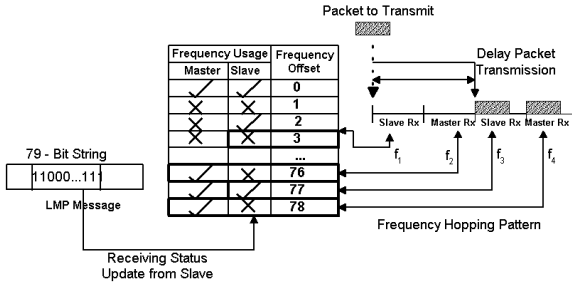 Packet to Transmit
Frequency Usage
Frequency Offset
Master
Slave
0
1
2
3
...
76
77
78
Delay Packet Transmission
Slave Rx
Master Rx
Slave Rx
Master Rx
f1
f2
f3
f4
Frequency Hopping Pattern
79 - Bit String
11000...111
LMP Message
Receiving Status
Update from Slave